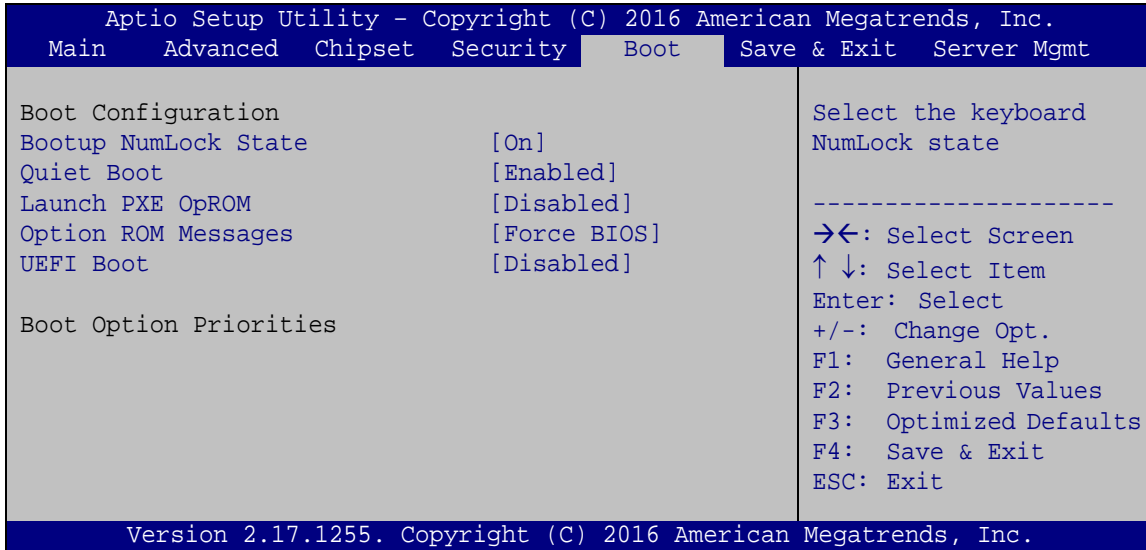 Aptio Setup Utility – Copyright (C) 2016 American Megatrends, Inc.
Main Advanced Chipset Security Boot Save & Exit Server Mgmt
Boot Configuration
Bootup NumLock State [On]
Quiet Boot [Enabled]
Launch PXE OpROM [Disabled]
Option ROM Messages [Force BIOS]
UEFI Boot [Disabled]
Boot Option Priorities
Select the keyboard
NumLock state
---------------------
→←: Select Screen
↑ ↓: Select Item
Enter: Select
+/-: Change Opt.
F1: General Help
F2: Previous Values
F3: Optimized Defaults
F4: Save & Exit
ESC: Exit
Version 2.17.1255. Copyright (C) 2016 American Megatrends, Inc.